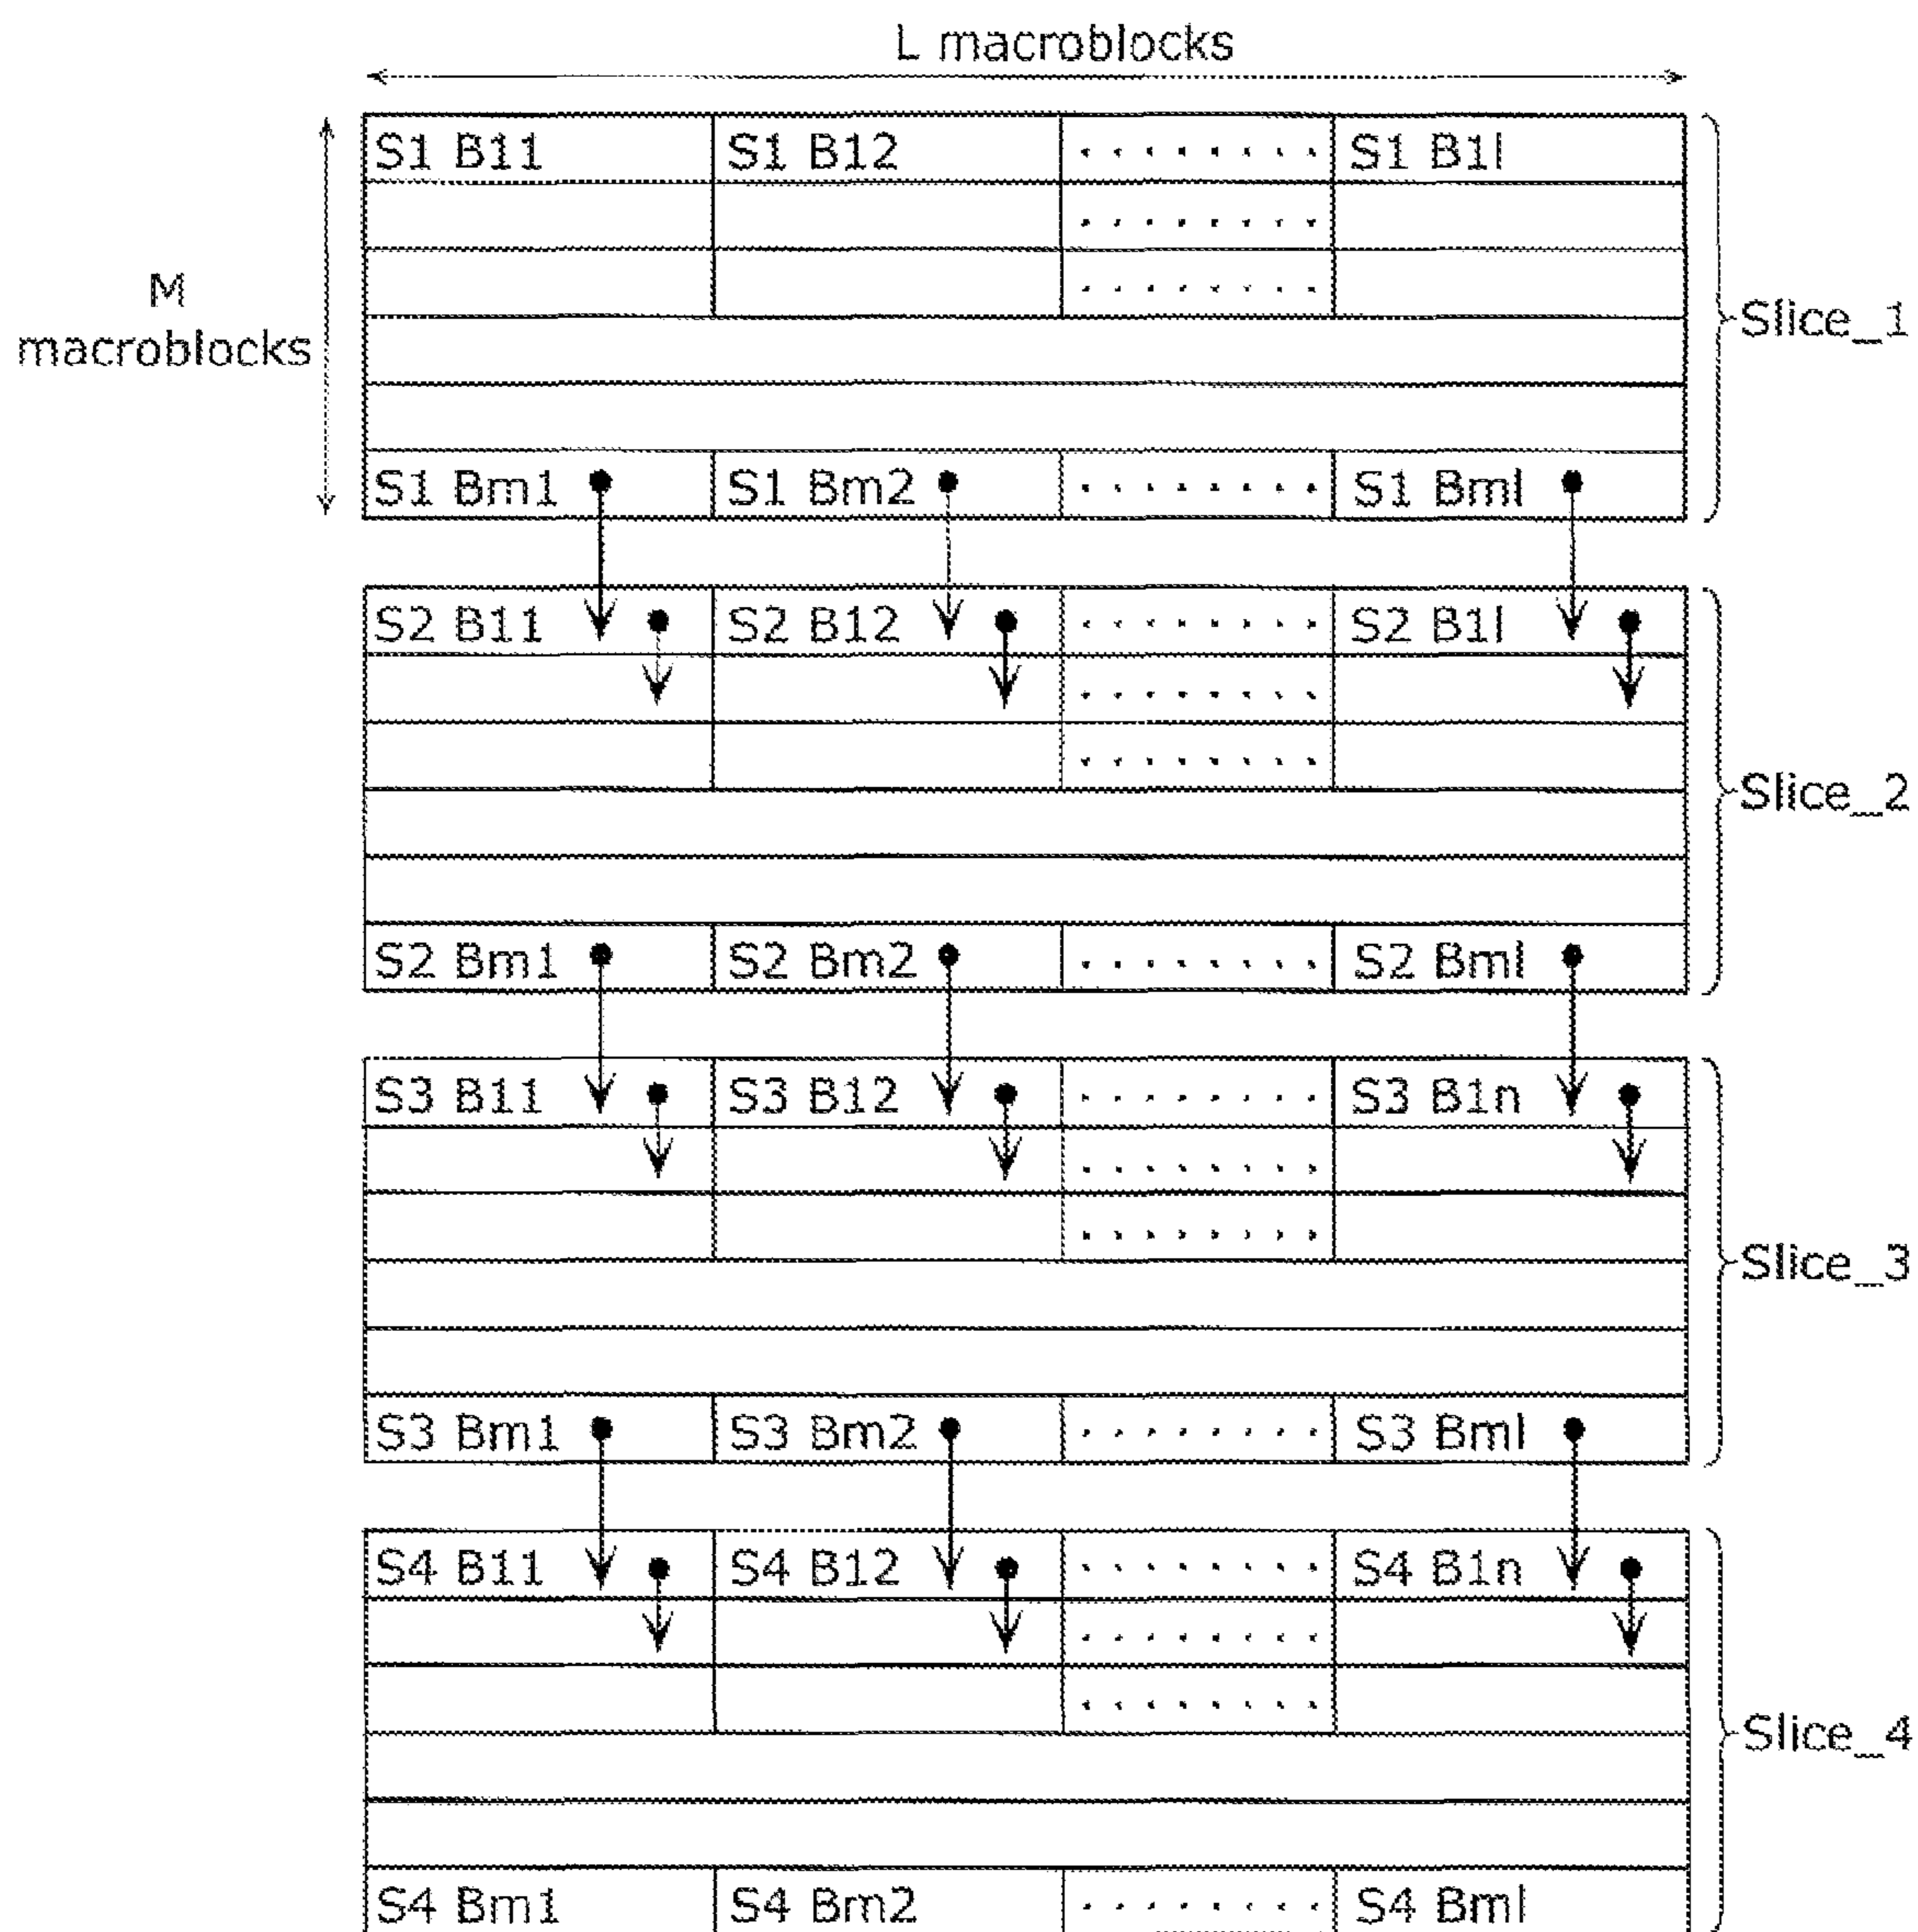 L macroblocks
S1 B11 S1 B12 ........ S1 B1l
........
........
M
macroblocks
Slice_1
S1 Bm1 S1 Bm2 ........ S1 Bml
S2 B11 S2 B12 ........ S2 B1l
........
........
Slice_2
S2 Bm1 S2 Bm2 ........ S2 Bml
S3 B11 S3 B12 ........ S3 B1n
........
........
Slice_3
S3 Bm1 S3 Bm2 ........ S3 Bml
S4 B11 S4 B12 ........ S4 B1n
........
........
Slice_4
S4 Bm1 S4 Bm2 ........ S4 Bml